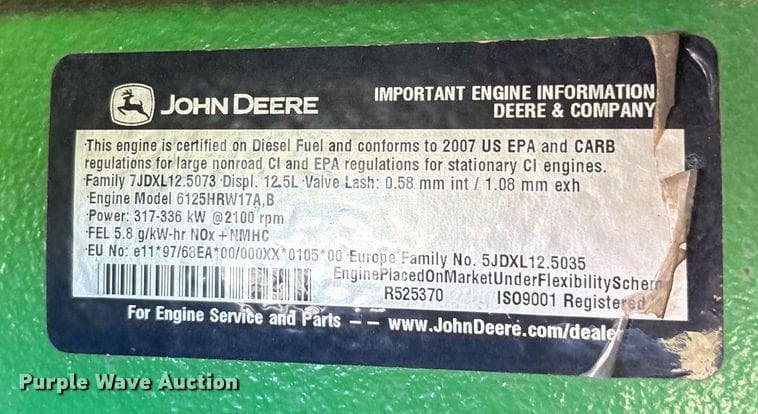 JOHN DEERE
IMPORTANT ENGINE INFORMATION
DEERE & COMPANY
This engine is certified on Diesel Fuel and conforms to 2007 US EPA and CARB
regulations for large nonroad CI and EPA regulations for stationary CI engines.
Family 7JDXL12.5073 Displ. 12.5L Valve Lash: 0.58 mm int / 1.08 mm exh
Engine Model 6125HRW17A,B
Power: 317-336 kW @2100 rpm
FEL 5.8 g/kW-hr NOx + NMHC
EU No: e11*97/68EA*00/000XX*0105*00 Europe Family No. 5JDXL12.5035
EnginePlacedOnMarketUnderFlexibilitySchem
R525370 ISO9001 Registered
For Engine Service and Parts -- www.JohnDeere.com/deale
Purple Wave Auction